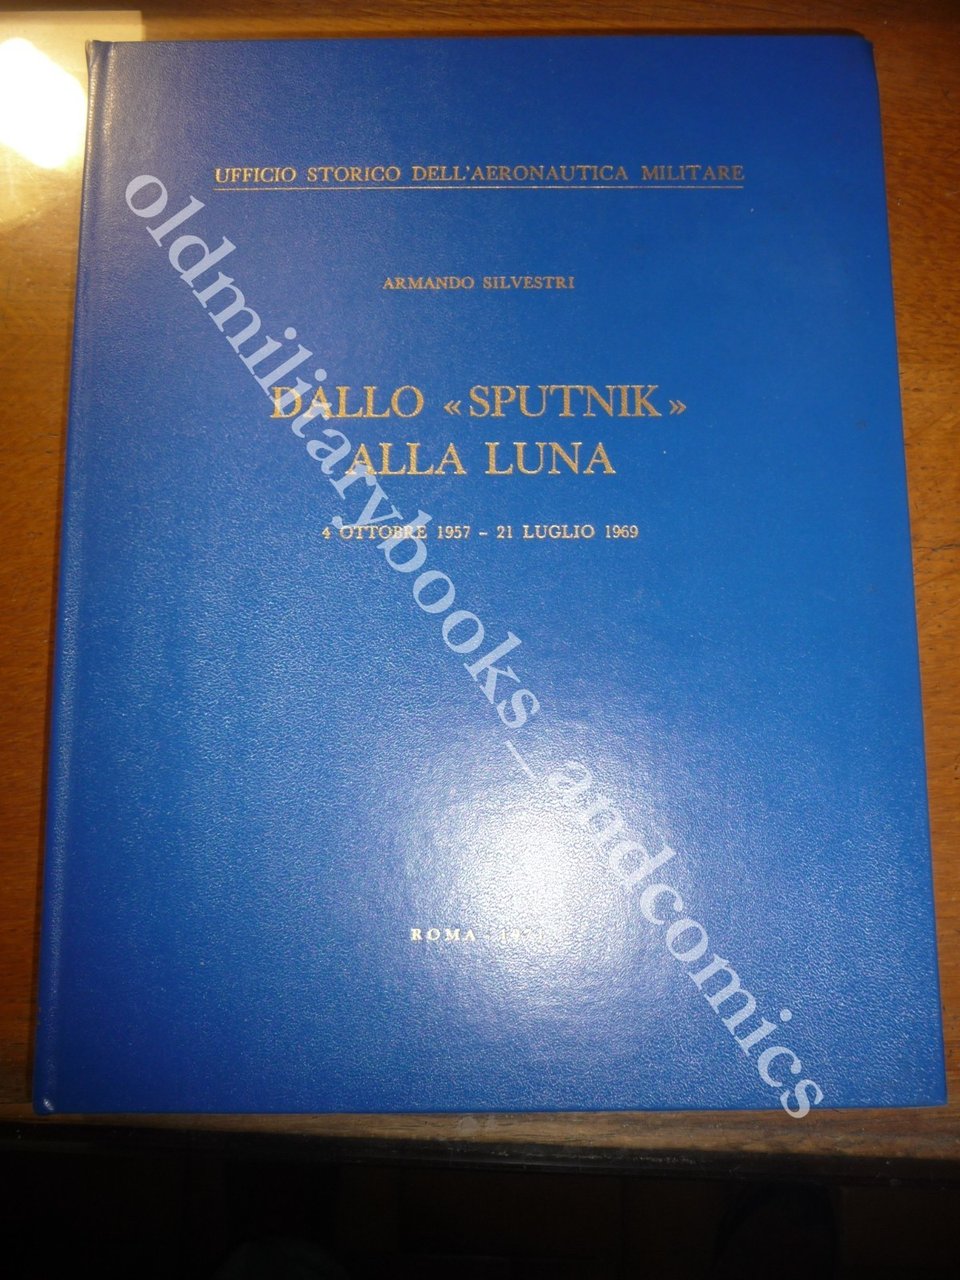 UFFICIO STORICO DELL'AERONAUTICA MILITARE
ARMANDO SILVESTRI
DALLO «SPUTNIK»
ALLA LUNA
4 OTTOBRE 1957 - 21 LUGLIO 1969
ROMA -
oldmilitarybooks_andcomics